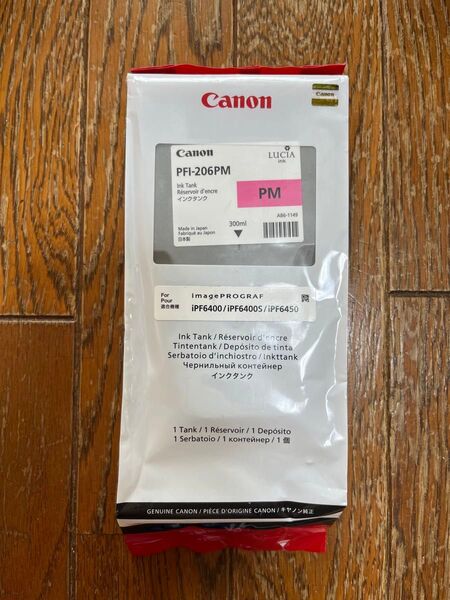 Canon
Canon
Canon
LUCIA
ink
PFI-206PM
Ink Tank
Réservoir d'encre
インクタンク
PM
300ml
AB6-1149
Made in Japan
Fabriqué au Japon
日本製
For
Pour
適合機種
imagePROGRAF
iPF6400/iPF6400S/iPF6450
Ink Tank / Réservoir d'encre
Tintentank / Depósito de tinta
Serbatoio d'inchiostro / Inkttank
Чернильный контейнер
インクタンク
1 Tank / 1 Réservoir / 1 Depósito
1 Serbatoio / 1 контейнер / 1 個
GENUINE CANON / PIÈCE D'ORIGINE CANON / キヤノン純正